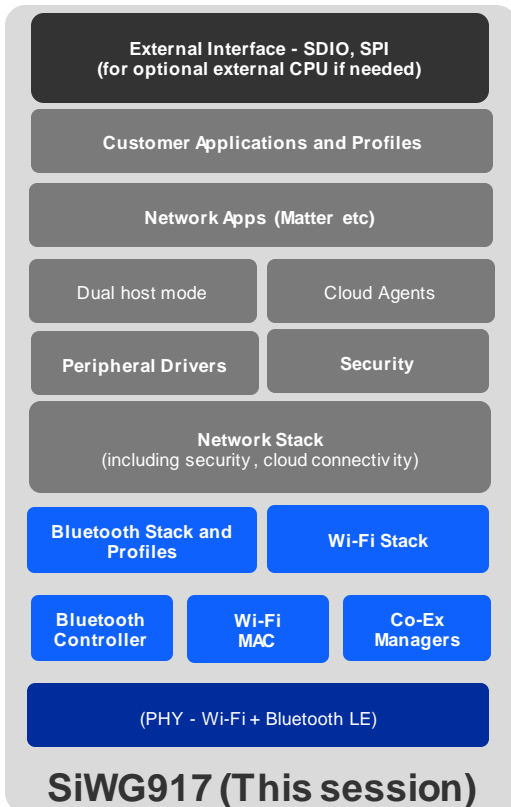 External Interface - SDIO, SPI
(for optional external CPU if needed)
Customer Applications and Profiles
Network Apps (Matter etc)
Dual host mode
Cloud Agents
Peripheral Drivers
Security
Network Stack
(including security, cloud connectivity)
Bluetooth Stack and
Profiles
Wi-Fi Stack
Bluetooth
Controller
Wi-Fi
MAC
Co-Ex
Managers
(PHY - Wi-Fi + Bluetooth LE)
SiWG917 (This session)